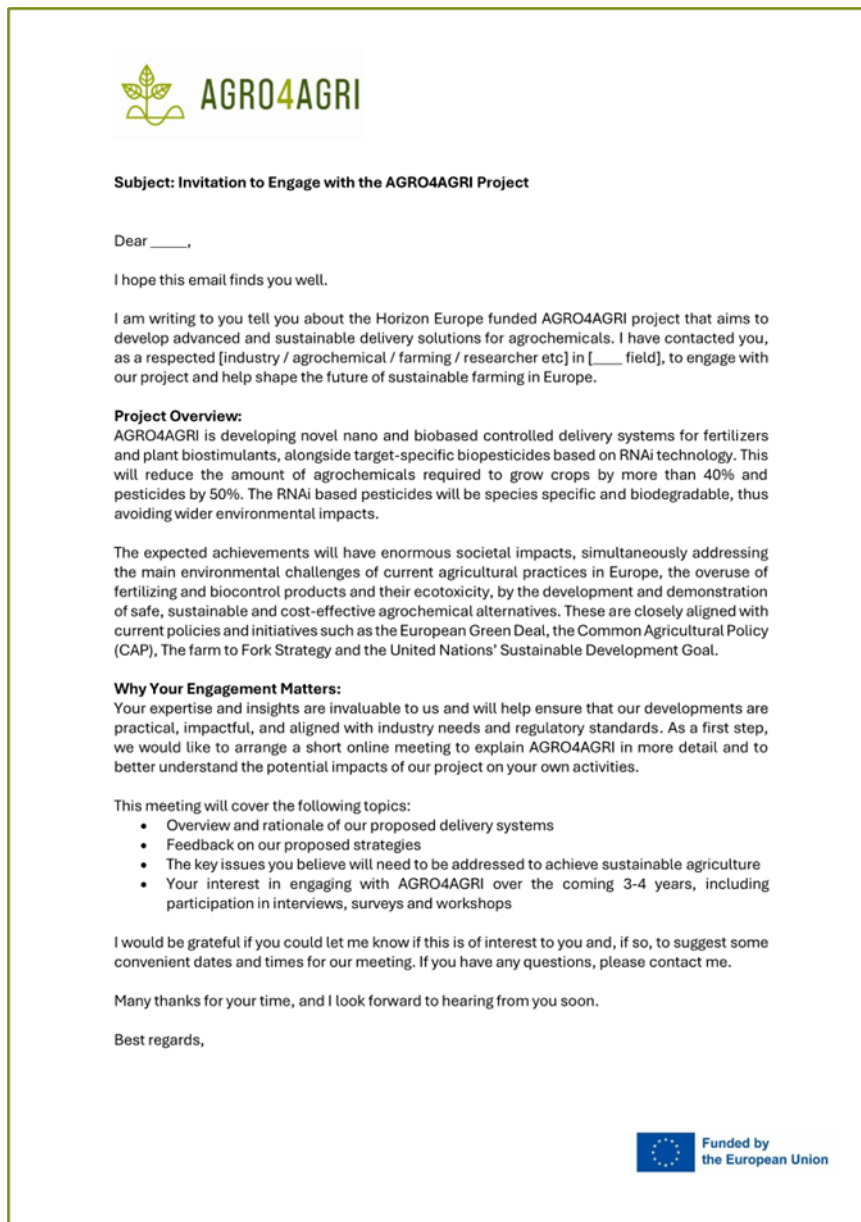 AGRO4AGRI
Subject: Invitation to Engage with the AGRO4AGRI Project
Dear _____,
I hope this email finds you well.
I am writing to you tell you about the Horizon Europe funded AGRO4AGRI project that aims to
develop advanced and sustainable delivery solutions for agrochemicals. I have contacted you,
as a respected [industry / agrochemical / farming / researcher etc] in [____ field], to engage with
our project and help shape the future of sustainable farming in Europe.
Project Overview:
AGRO4AGRI is developing novel nano and biobased controlled delivery systems for fertilizers
and plant biostimulants, alongside target-specific biopesticides based on RNAi technology. This
will reduce the amount of agrochemicals required to grow crops by more than 40% and
pesticides by 50%. The RNAi based pesticides will be species specific and biodegradable, thus
avoiding wider environmental impacts.
The expected achievements will have enormous societal impacts, simultaneously addressing
the main environmental challenges of current agricultural practices in Europe, the overuse of
fertilizing and biocontrol products and their ecotoxicity, by the development and demonstration
of safe, sustainable and cost-effective agrochemical alternatives. These are closely aligned with
current policies and initiatives such as the European Green Deal, the Common Agricultural Policy
(CAP), The farm to Fork Strategy and the United Nations' Sustainable Development Goal.
Why Your Engagement Matters:
Your expertise and insights are invaluable to us and will help ensure that our developments are
practical, impactful, and aligned with industry needs and regulatory standards. As a first step,
we would like to arrange a short online meeting to explain AGRO4AGRI in more detail and to
better understand the potential impacts of our project on your own activities.
This meeting will cover the following topics:
• Overview and rationale of our proposed delivery systems
• Feedback on our proposed strategies
• The key issues you believe will need to be addressed to achieve sustainable agriculture
• Your interest in engaging with AGRO4AGRI over the coming 3-4 years, including
participation in interviews, surveys and workshops
I would be grateful if you could let me know if this is of interest to you and, if so, to suggest some
convenient dates and times for our meeting. If you have any questions, please contact me.
Many thanks for your time, and I look forward to hearing from you soon.
Best regards,
Funded by
the European Union